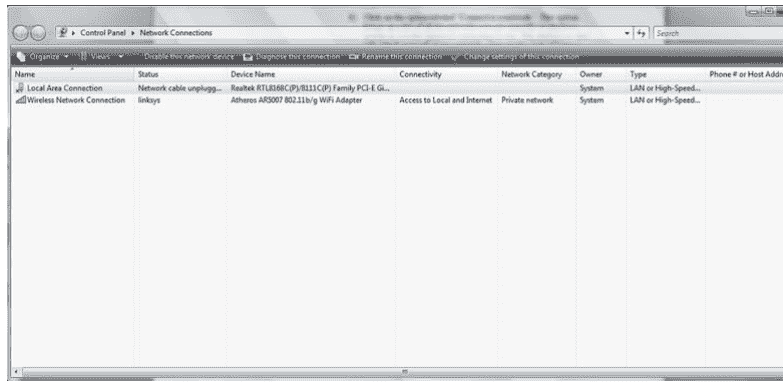 Control Panel ▸ Network Connections Search
Organize Views Disable this network device Diagnose this connection Rename this connection Change settings of this connection
Name Status Device Name Connectivity Network Category Owner Type Phone # or Host Addr
Local Area Connection Network cable unplugg... Realtek RTL8168C(P)/8111C(P) Family PCI-E Gi... System LAN or High-Speed...
Wireless Network Connection linksys Atheros AR5007 802.11b/g WiFi Adapter Access to Local and Internet Private network System LAN or High-Speed...